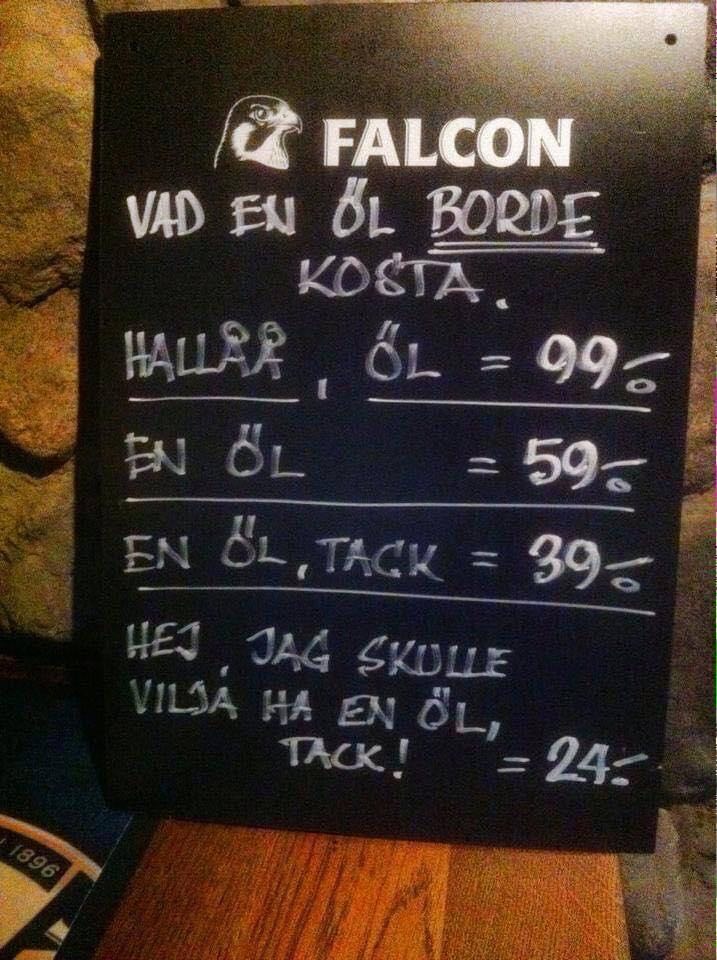 FALCON
VAD EN ÖL BORDE
KOSTA.
HALLÅÅ, ÖL = 99:-
EN ÖL = 59:-
EN ÖL, TACK = 39:-
HEJ, JAG SKULLE
VILJA HA EN ÖL,
TACK! = 24:-
1896